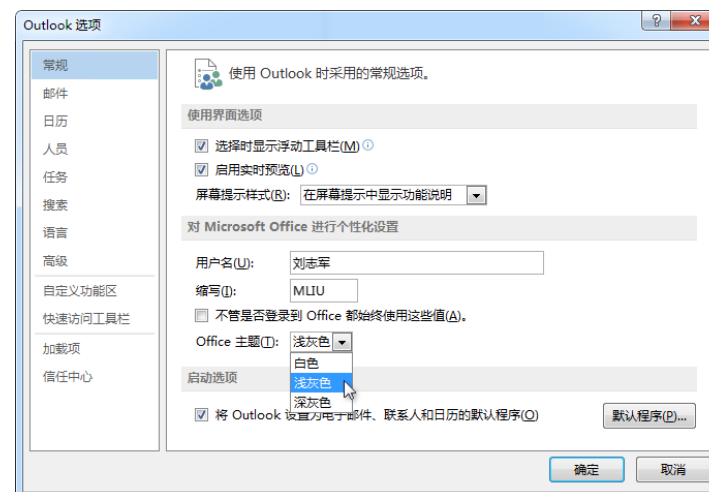 Outlook 选项
常规
邮件
日历
人员
任务
搜索
语言
高级
自定义功能区
快速访问工具栏
加载项
信任中心
使用 Outlook 时采用的常规选项。
使用界面选项
选择时显示浮动工具栏(M)
启用实时预览(L)
屏幕提示样式(R): 在屏幕提示中显示功能说明
对 Microsoft Office 进行个性化设置
用户名(U): 刘志军
缩写(I): MLIU
不管是否登录到 Office 都始终使用这些值(A)。
Office 主题(T): 浅灰色
白色
浅灰色
深灰色
启动选项
将 Outlook 设置为电子邮件、联系人和日历的默认程序(O)
默认程序(P)...
确定
取消